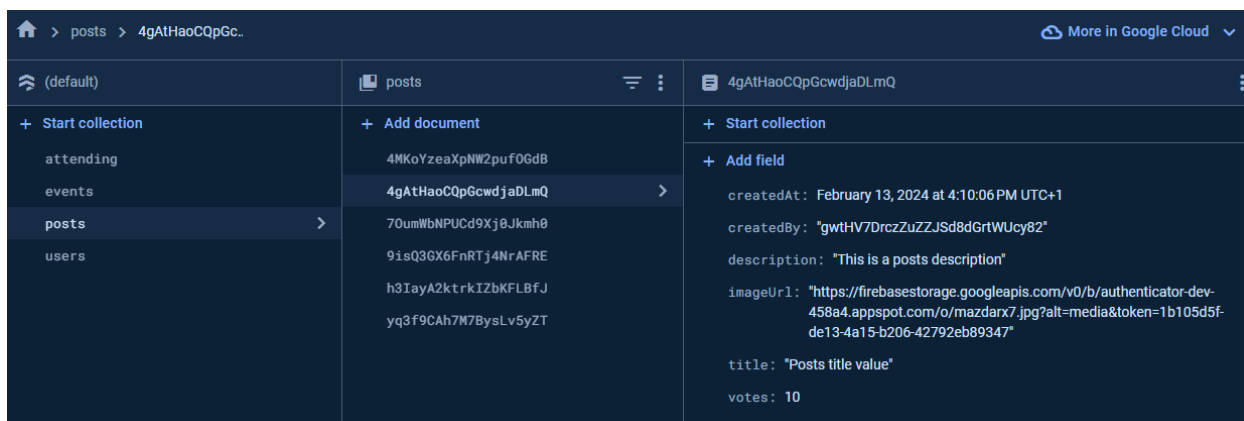 posts > 4gAtHaoCQpGc..
More in Google Cloud
(default)
+ Start collection
attending
events
posts
users
posts
+ Add document
4MKoYzeaXpNW2pufOGdB
4gAtHaoCQpGcwdjaDLmQ
7OumWbNPUCd9Xj0Jkmh0
9isQ3GX6FnRTj4NrAFRE
h3IayA2ktrkIZbKFLBfJ
yq3f9CAh7M7BysLv5yZT
4gAtHaoCQpGcwdjaDLmQ
+ Start collection
+ Add field
createdAt: February 13, 2024 at 4:10:06 PM UTC+1
createdBy: "gwtHV7DrczZuZZJSd8dGrtWUcy82"
description: "This is a posts description"
imageUrl: "https://firebasestorage.googleapis.com/v0/b/authenticator-dev-
458a4.appspot.com/o/mazdarx7.jpg?alt=media&token=1b105d5f-
de13-4a15-b206-42792eb89347"
title: "Posts title value"
votes: 10